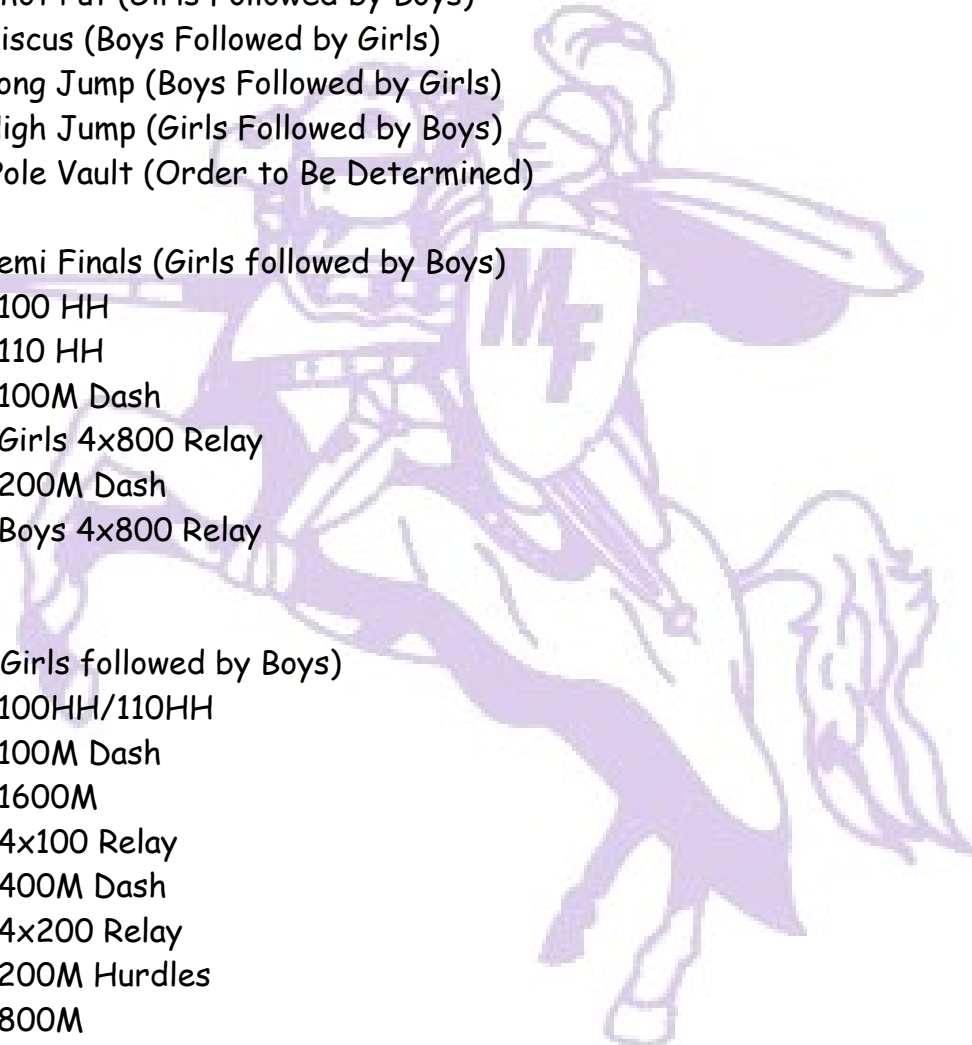 (Girls Followed by Boys)
iscus (Boys Followed by Girls)
ong Jump (Boys Followed by Girls)
igh Jump (Girls Followed by Boys)
Pole Vault (Order to Be Determined)
emi Finals (Girls followed by Boys)
100 HH
110 HH
100M Dash
Girls 4x800 Relay
200M Dash
Boys 4x800 Relay
Girls followed by Boys)
100HH/110HH
100M Dash
1600M
4x100 Relay
400M Dash
4x200 Relay
200M Hurdles
800M
MF